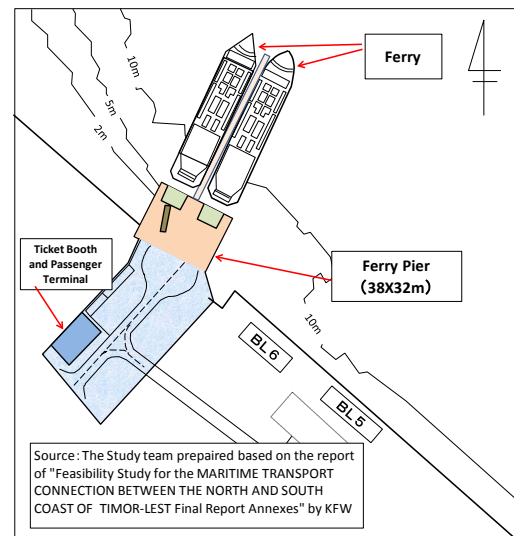 Ferry
10m
5m
2m
Ticket Booth
and Passenger
Terminal
Ferry Pier
（38X32m）
10m
BL 6
BL 5
Source: The Study team prepaired based on the report
of "Feasibility Study for the MARITIME TRANSPORT
CONNECTION BETWEEN THE NORTH AND SOUTH
COAST OF TIMOR-LEST Final Report Annexes" by KFW